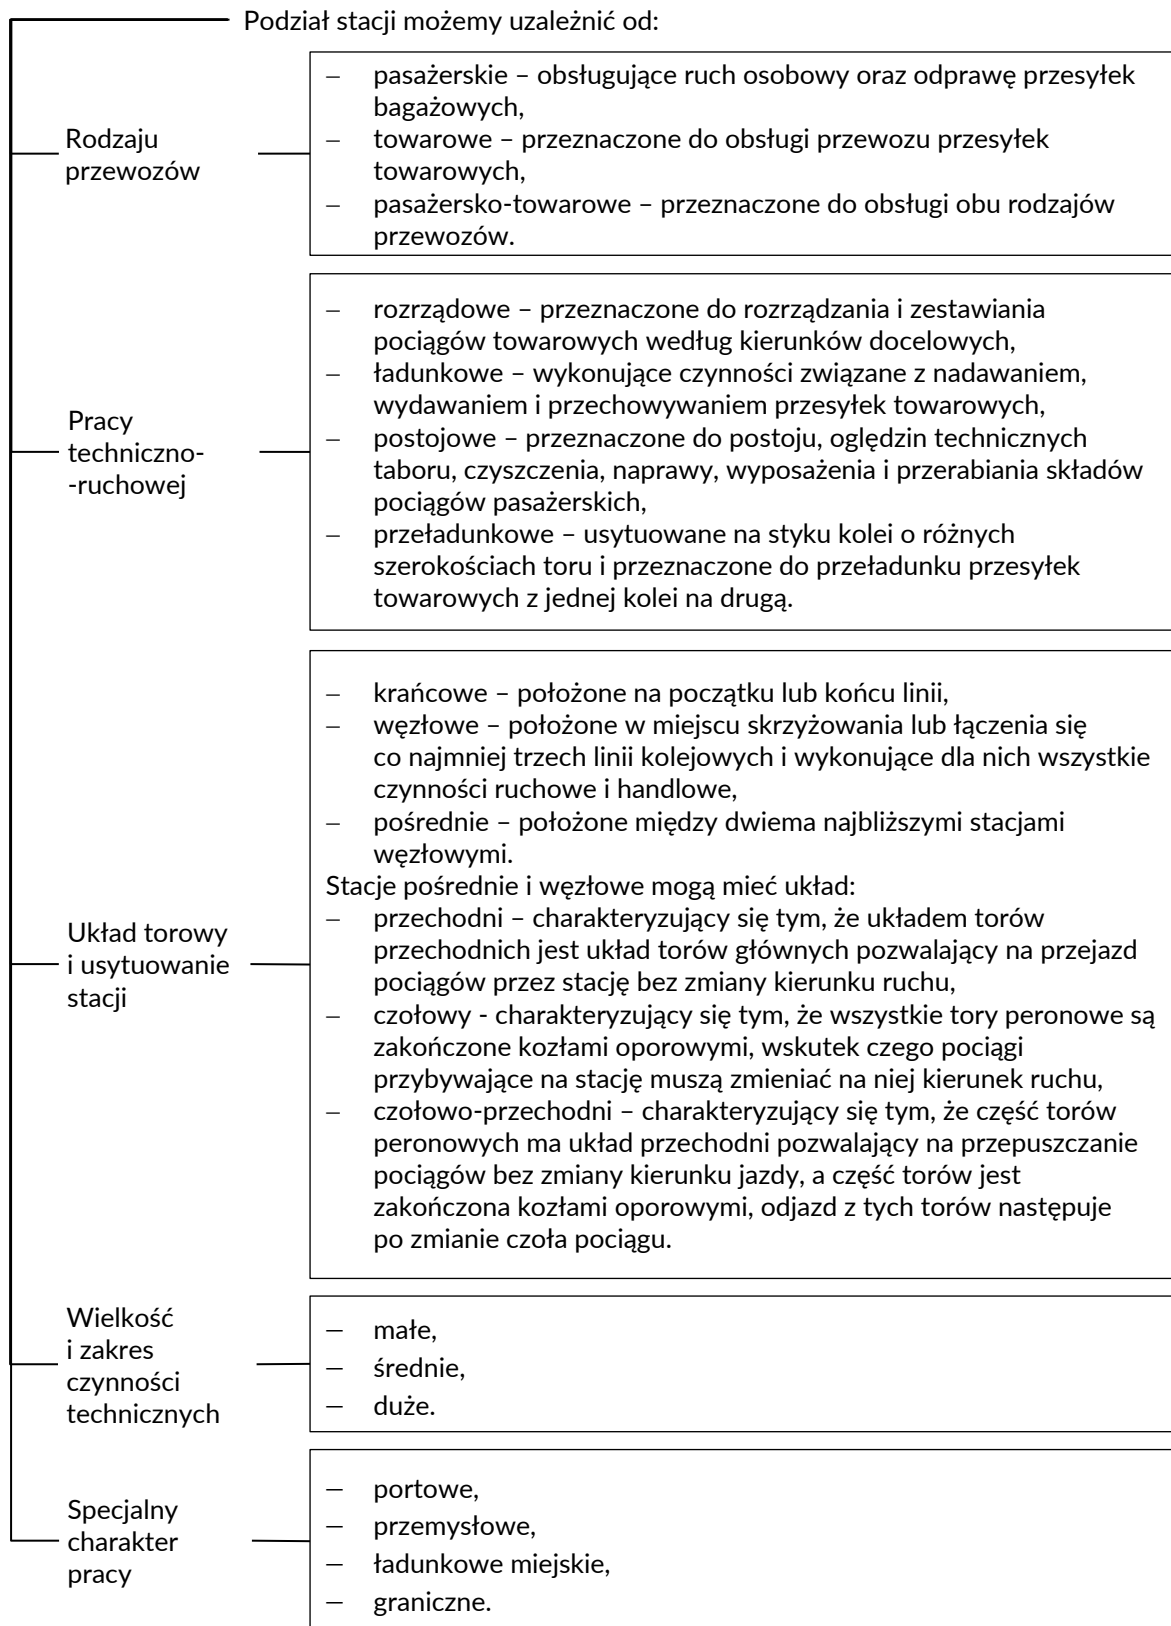 Podział stacji możemy uzależnić od:
Rodzaju
przewozów
– pasażerskie – obsługujące ruch osobowy oraz odprawę przesyłek
bagażowych,
– towarowe – przeznaczone do obsługi przewozu przesyłek
towarowych,
– pasażersko-towarowe – przeznaczone do obsługi obu rodzajów
przewozów.
Pracy
techniczno-
-ruchowej
– rozrządowe – przeznaczone do rozrządzania i zestawiania
pociągów towarowych według kierunków docelowych,
– ładunkowe – wykonujące czynności związane z nadawaniem,
wydawaniem i przechowywaniem przesyłek towarowych,
– postojowe – przeznaczone do postoju, oględzin technicznych
taboru, czyszczenia, naprawy, wyposażenia i przerabiania składów
pociągów pasażerskich,
– przeładunkowe – usytuowane na styku kolei o różnych
szerokościach toru i przeznaczone do przeładunku przesyłek
towarowych z jednej kolei na drugą.
Układ torowy
i usytuowanie
stacji
– krańcowe – położone na początku lub końcu linii,
– węzłowe – położone w miejscu skrzyżowania lub łączenia się
co najmniej trzech linii kolejowych i wykonujące dla nich wszystkie
czynności ruchowe i handlowe,
– pośrednie – położone między dwiema najbliższymi stacjami
węzłowymi.
Stacje pośrednie i węzłowe mogą mieć układ:
– przechodni – charakteryzujący się tym, że układem torów
przechodnich jest układ torów głównych pozwalający na przejazd
pociągów przez stację bez zmiany kierunku ruchu,
– czołowy - charakteryzujący się tym, że wszystkie tory peronowe są
zakończone kozłami oporowymi, wskutek czego pociągi
przybywające na stację muszą zmieniać na niej kierunek ruchu,
– czołowo-przechodni – charakteryzujący się tym, że część torów
peronowych ma układ przechodni pozwalający na przepuszczanie
pociągów bez zmiany kierunku jazdy, a część torów jest
zakończona kozłami oporowymi, odjazd z tych torów następuje
po zmianie czoła pociągu.
Wielkość
i zakres
czynności
technicznych
– małe,
– średnie,
– duże.
Specjalny
charakter
pracy
– portowe,
– przemysłowe,
– ładunkowe miejskie,
– graniczne.